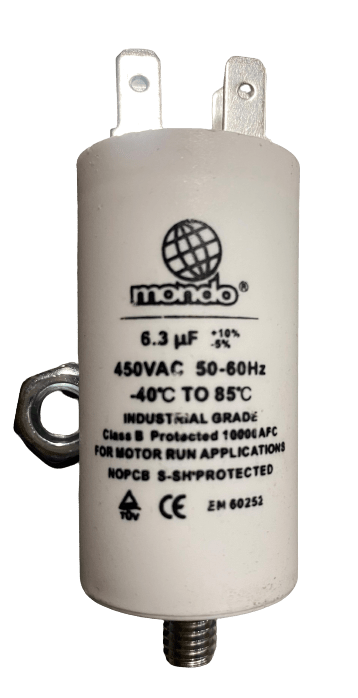 mondo®
6.3 µF +10% -5%
450VAC 50-60Hz
-40℃ TO 85℃
INDUSTRIAL GRADE
Class B Protected 10000AFC
FOR MOTOR RUN APPLICATIONS
NOPCB S-SH*PROTECTED
TÜV CE EM 60252